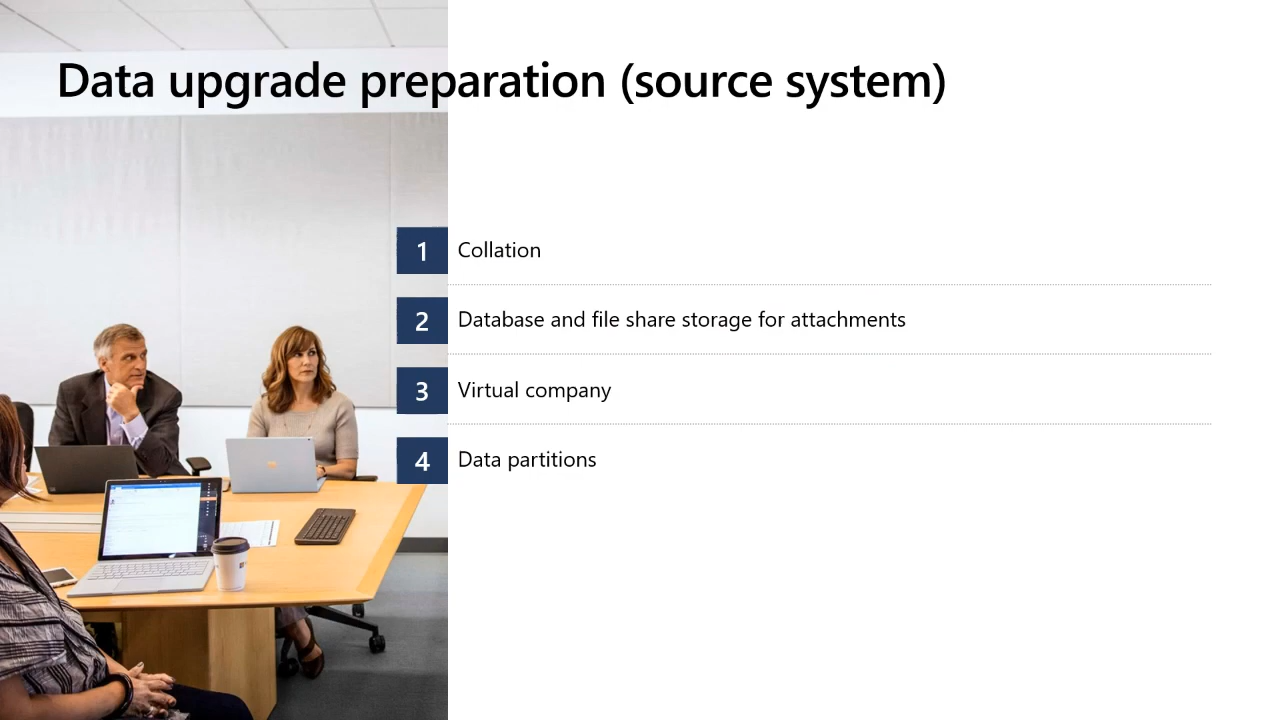 Data upgrade preparation (source system)
1 Collation
2 Database and file share storage for attachments
3 Virtual company
4 Data partitions